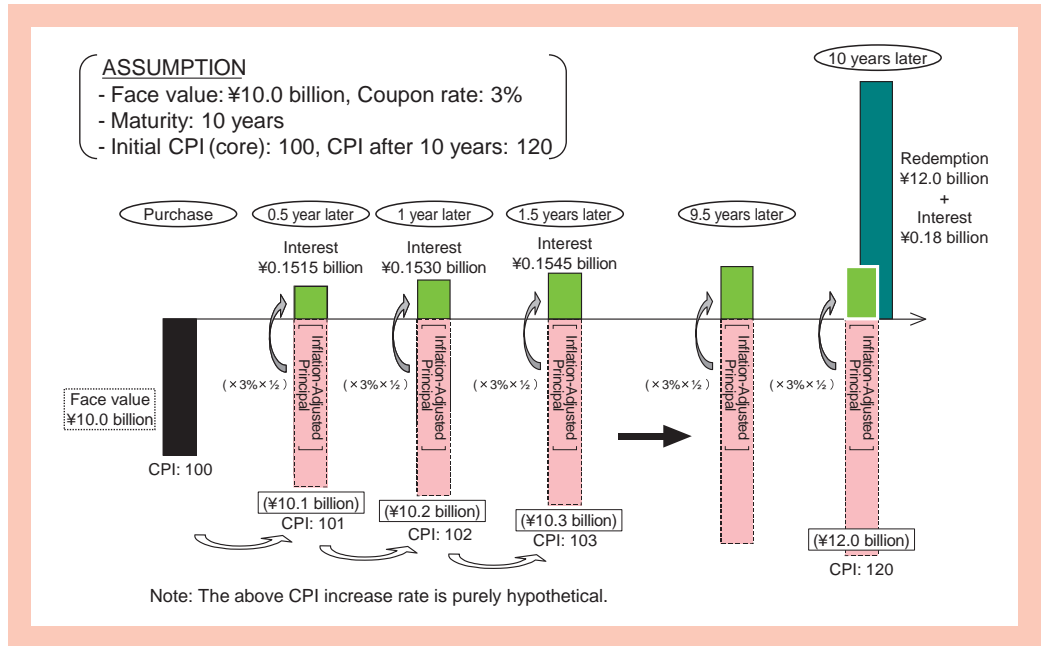 ASSUMPTION
- Face value: ¥10.0 billion, Coupon rate: 3%
- Maturity: 10 years
- Initial CPI (core): 100, CPI after 10 years: 120
10 years later
Redemption
¥12.0 billion
+
Interest
¥0.18 billion
Purchase
0.5 year later
1 year later
1.5 years later
9.5 years later
Interest
¥0.1515 billion
Interest
¥0.1530 billion
Interest
¥0.1545 billion
Face value
¥10.0 billion
CPI: 100
(×3%×½)
[Inflation-Adjusted
Principal]
(×3%×½)
[Inflation-Adjusted
Principal]
(×3%×½)
[Inflation-Adjusted
Principal]
(×3%×½)
[Inflation-Adjusted
Principal]
(×3%×½)
[Inflation-Adjusted
Principal]
(¥10.1 billion)
CPI: 101
(¥10.2 billion)
CPI: 102
(¥10.3 billion)
CPI: 103
(¥12.0 billion)
CPI: 120
Note: The above CPI increase rate is purely hypothetical.